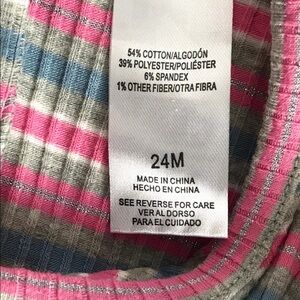 54% COTTON/ALGODÓN
39% POLYESTER/POLIÉSTER
6% SPANDEX
1% OTHER FIBER/OTRA FIBRA
24M
MADE IN CHINA
HECHO EN CHINA
SEE REVERSE FOR CARE
VER AL DORSO
PARA EL CUIDADO